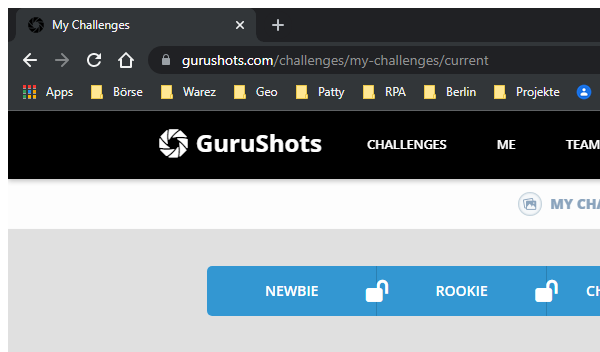 My Challenges
gurushots.com/challenges/my-challenges/current
Apps Börse Warez Geo Patty RPA Berlin Projekte
GuruShots CHALLENGES ME TEAM
MY CHA
NEWBIE ROOKIE CH